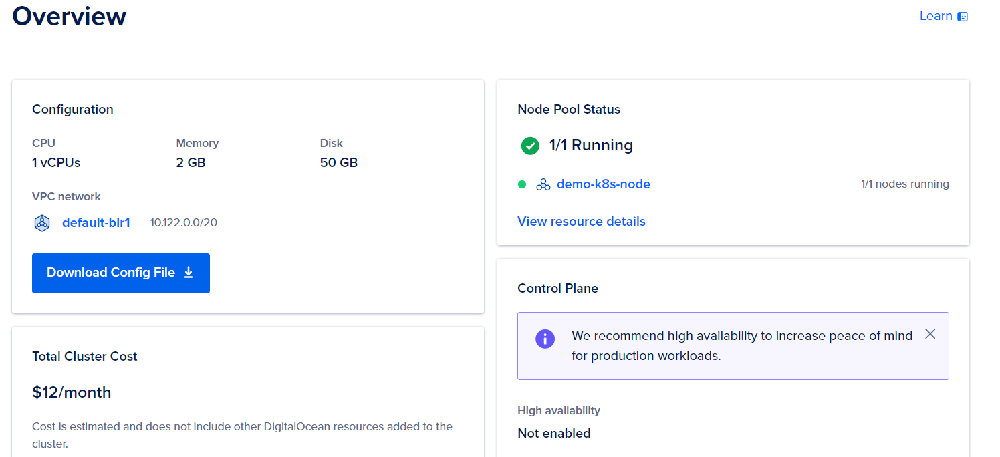 Overview
Learn
Configuration
CPU
Memory
Disk
1 vCPUs
2 GB
50 GB
VPC network
default-blr1
10.122.0.0/20
Download Config File
Total Cluster Cost
$12/month
Cost is estimated and does not include other DigitalOcean resources added to the
cluster.
Node Pool Status
1/1 Running
demo-k8s-node
1/1 nodes running
View resource details
Control Plane
We recommend high availability to increase peace of mind
for production workloads.
High availability
Not enabled